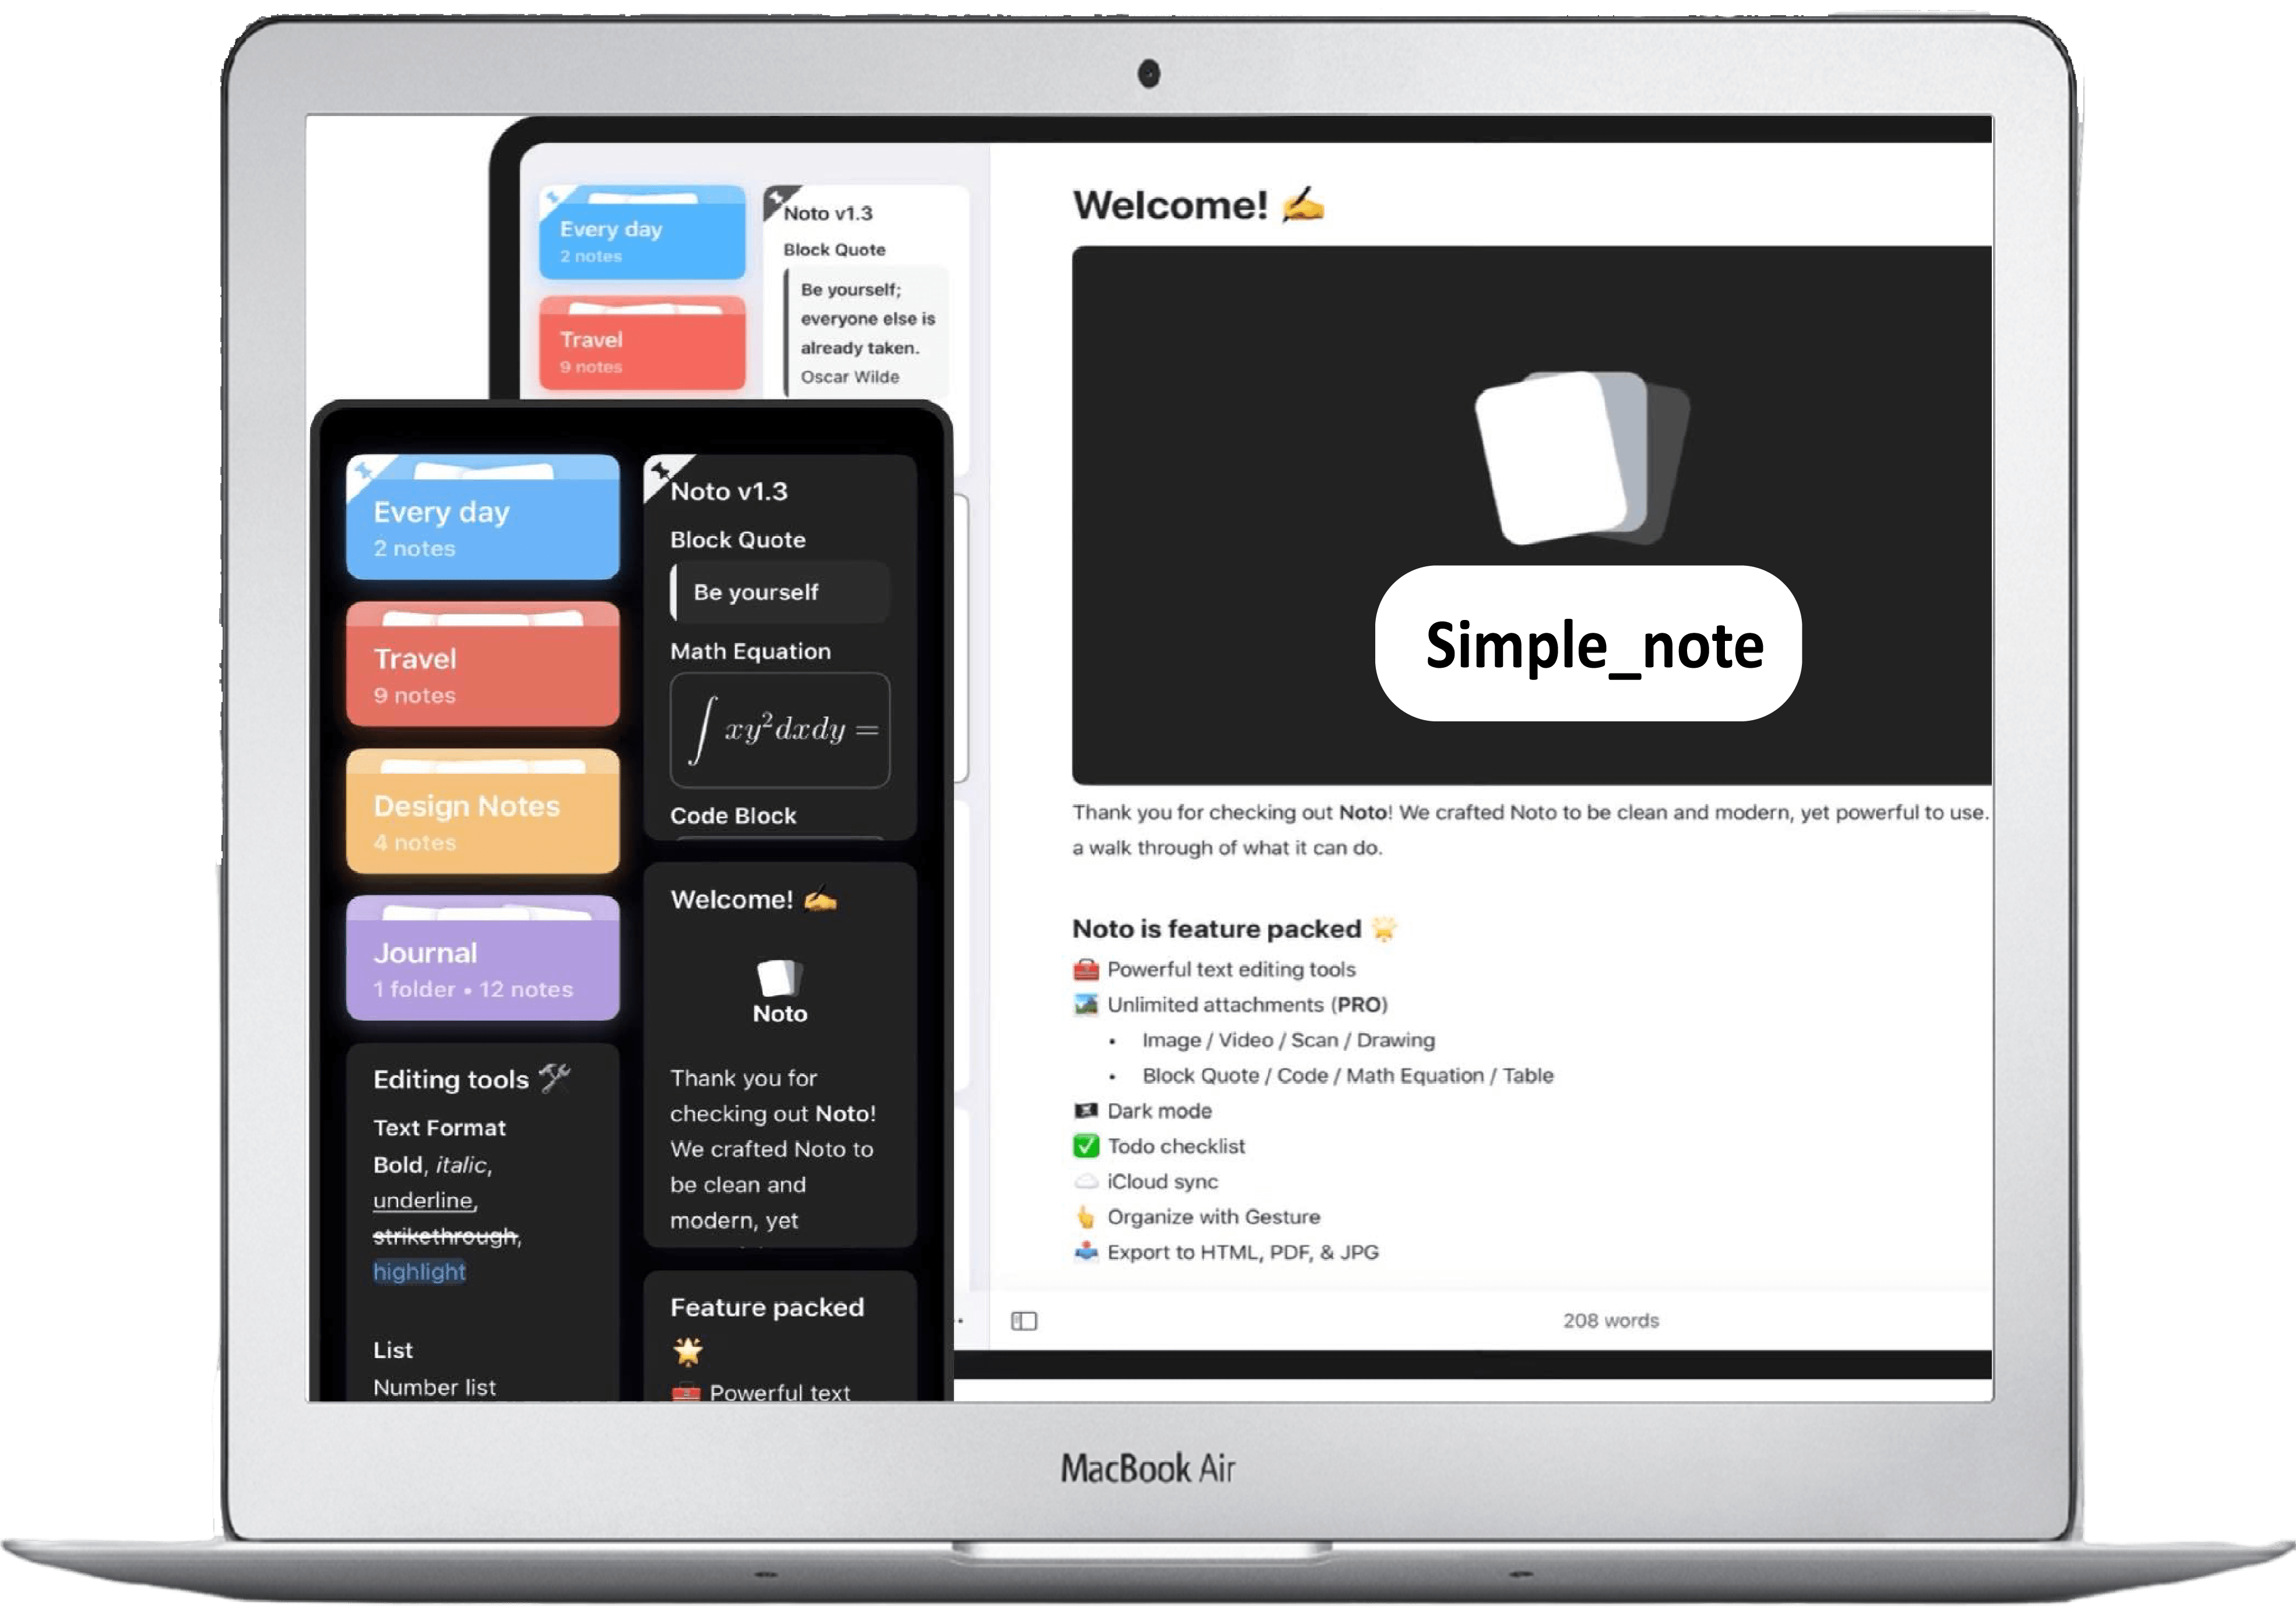 Every day
2 notes
Travel
9 notes
Noto v1.3
Block Quote
Be yourself;
everyone else is
already taken.
Oscar Wilde
Welcome! ✍️
Simple_note
Thank you for checking out Noto! We crafted Noto to be clean and modern, yet powerful to use.
a walk through of what it can do.
Noto is feature packed 🌟
🧰 Powerful text editing tools
🏞️ Unlimited attachments (PRO)
• Image / Video / Scan / Drawing
• Block Quote / Code / Math Equation / Table
🏴‍☠️ Dark mode
✅ Todo checklist
☁️ iCloud sync
👆 Organize with Gesture
📤 Export to HTML, PDF, & JPG
208 words
Every day
2 notes
Travel
9 notes
Design Notes
4 notes
Journal
1 folder • 12 notes
Editing tools 🛠️
Text Format
Bold, italic,
underline,
strikethrough,
highlight
List
Number list
Noto v1.3
Block Quote
Be yourself
Math Equation
∫ xy²dxdy =
Code Block
Welcome! ✍️
Noto
Thank you for
checking out Noto!
We crafted Noto to
be clean and
modern, yet
Feature packed
🌟
🧰 Powerful text
MacBook Air